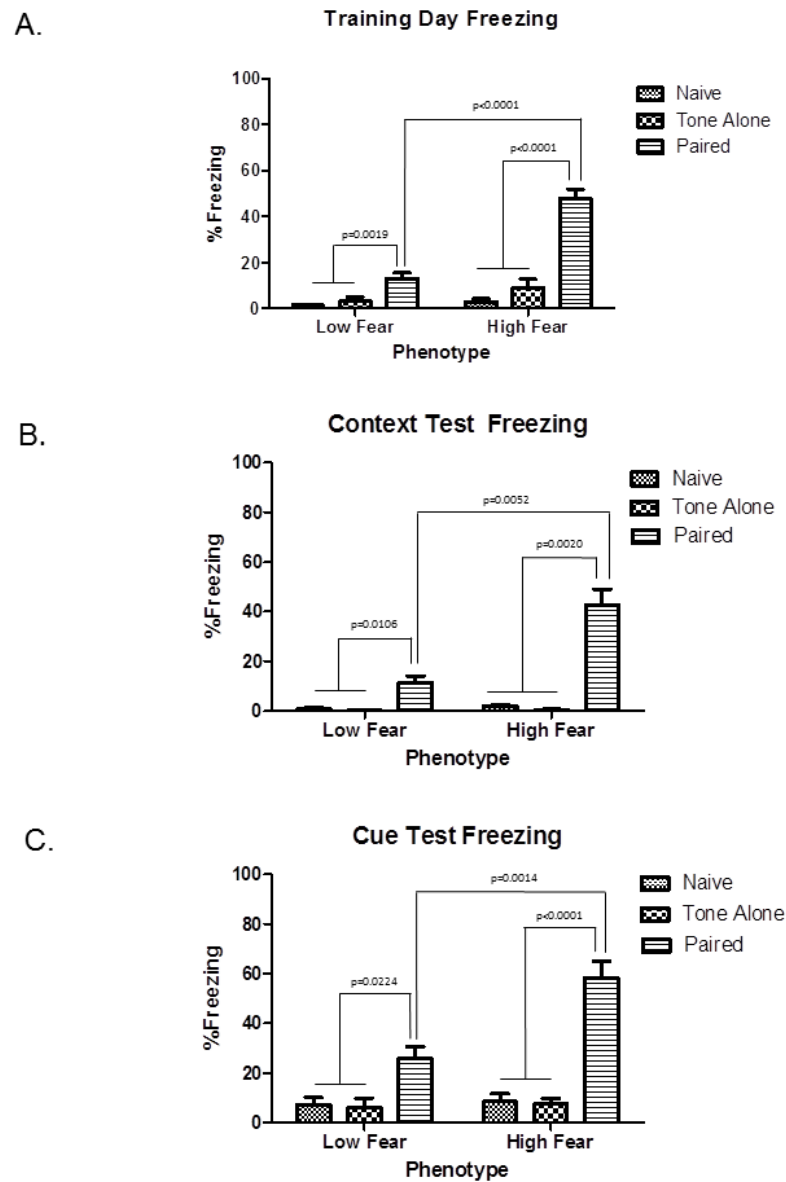 A.
Training Day Freezing
100
80
60
40
20
0
%Freezing
p<0.0001
p<0.0001
p=0.0019
Naive
Tone Alone
Paired
Low Fear
High Fear
Phenotype
B.
Context Test Freezing
100
80
60
40
20
0
%Freezing
p=0.0052
p=0.0020
p=0.0106
Naive
Tone Alone
Paired
Low Fear
High Fear
Phenotype
C.
Cue Test Freezing
100
80
60
40
20
0
%Freezing
p=0.0014
p<0.0001
p=0.0224
Naive
Tone Alone
Paired
Low Fear
High Fear
Phenotype